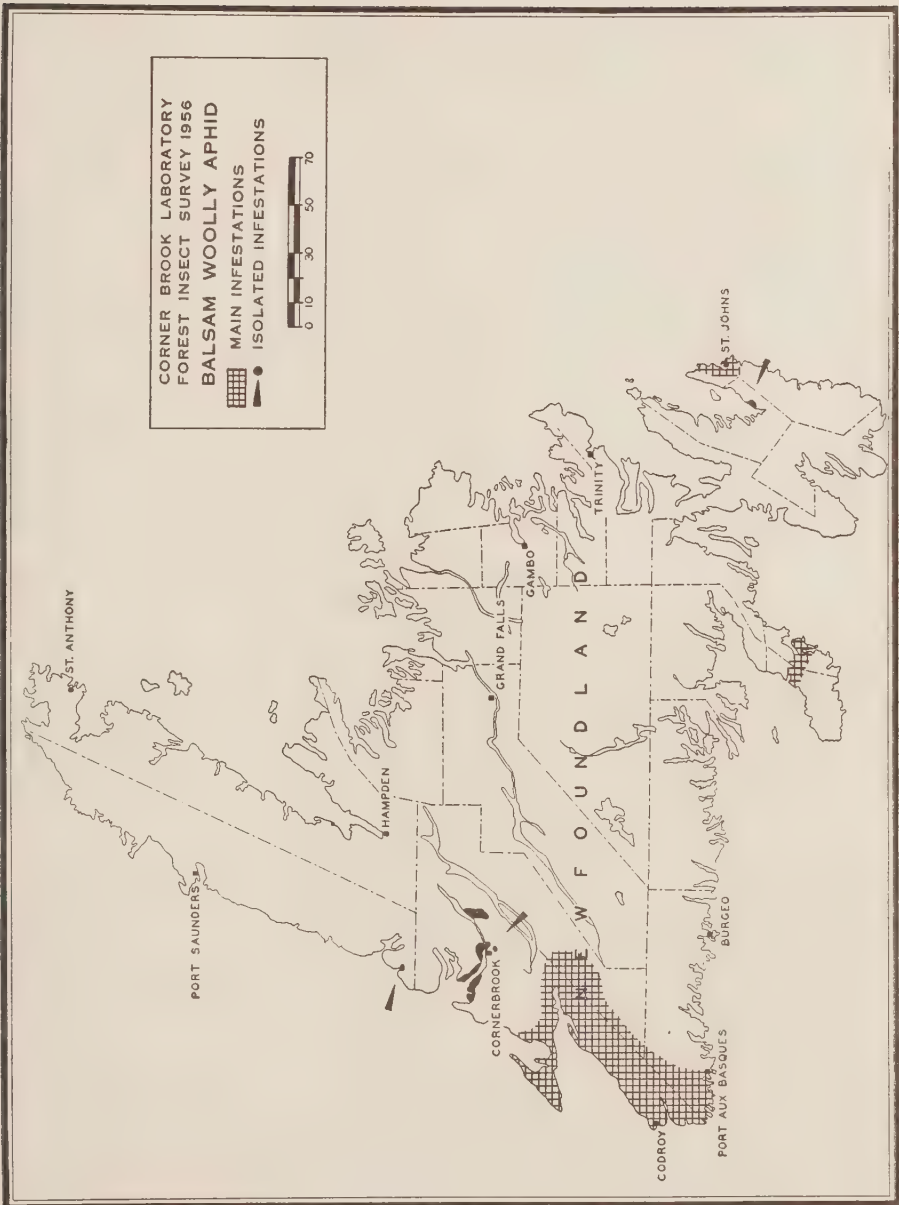 CORNER BROOK LABORATORY
FOREST INSECT SURVEY 1956
BALSAM WOOLLY APHID
MAIN INFESTATIONS
ISOLATED INFESTATIONS
0 10 30 50 70
ST. ANTHONY
PORT SAUNDERS
HAMPDEN
CORNERBROOK
GRAND FALLS
GAMBO
TRINITY
ST. JOHNS
NEWFOUNDLAND
CODROY
PORT AUX BASQUES
BURGEO